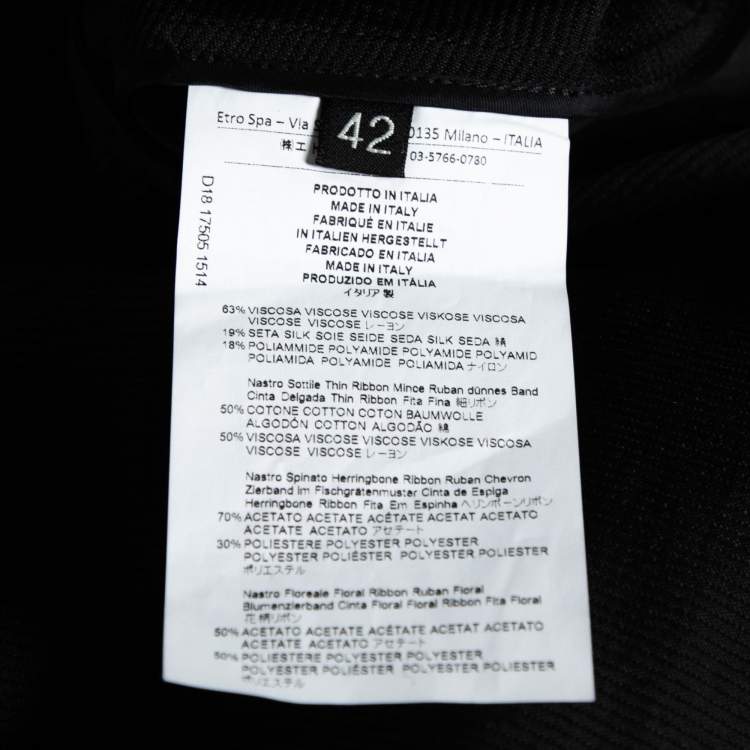 Etro Spa – Via
0135 Milano – ITALIA
42
㈱エト
03-5766-0780
D18 17505 1514
PRODOTTO IN ITALIA
MADE IN ITALY
FABRIQUÉ EN ITALIE
IN ITALIEN HERGESTELLT
FABRICADO EN ITALIA
MADE IN ITALY
PRODUZIDO EM ITÁLIA
イタリア製
63% VISCOSA VISCOSE VISCOSE VISKOSE VISCOSA
VISCOSE VISCOSE レーヨン
19% SETA SILK SOIE SEIDE SEDA SILK SEDA 絹
18% POLIAMMIDE POLYAMIDE POLYAMIDE POLYAMID
POLIAMIDA POLYAMIDE POLIAMIDA ナイロン
Nastro Sottile Thin Ribbon Mince Ruban dünnes Band
Cinta Delgada Thin Ribbon Fita Fina 細リボン
50% COTONE COTTON COTON BAUMWOLLE
ALGODÓN COTTON ALGODÃO 綿
50% VISCOSA VISCOSE VISCOSE VISKOSE VISCOSA
VISCOSE VISCOSE レーヨン
Nastro Spinato Herringbone Ribbon Ruban Chevron
Zierband im Fischgrätenmuster Cinta de Espiga
Herringbone Ribbon Fita Em Espinha ヘリンボーンリボン
70% ACETATO ACETATE ACÉTATE ACETAT ACETATO
ACETATE ACETATO アセテート
30% POLIESTERE POLYESTER POLYESTER
POLYESTER POLIÉSTER POLYESTER POLIESTER
ポリエステル
Nastro Floreale Floral Ribbon Ruban Floral
Blumenzierband Cinta Floral Floral Ribbon Fita Floral
花柄リボン
50% ACETATO ACETATE ACÉTATE ACETAT ACETATO
ACETATE ACETATO アセテート
50% POLIESTERE POLYESTER POLYESTER
POLYESTER POLIÉSTER POLYESTER POLIESTER
ポリエステル